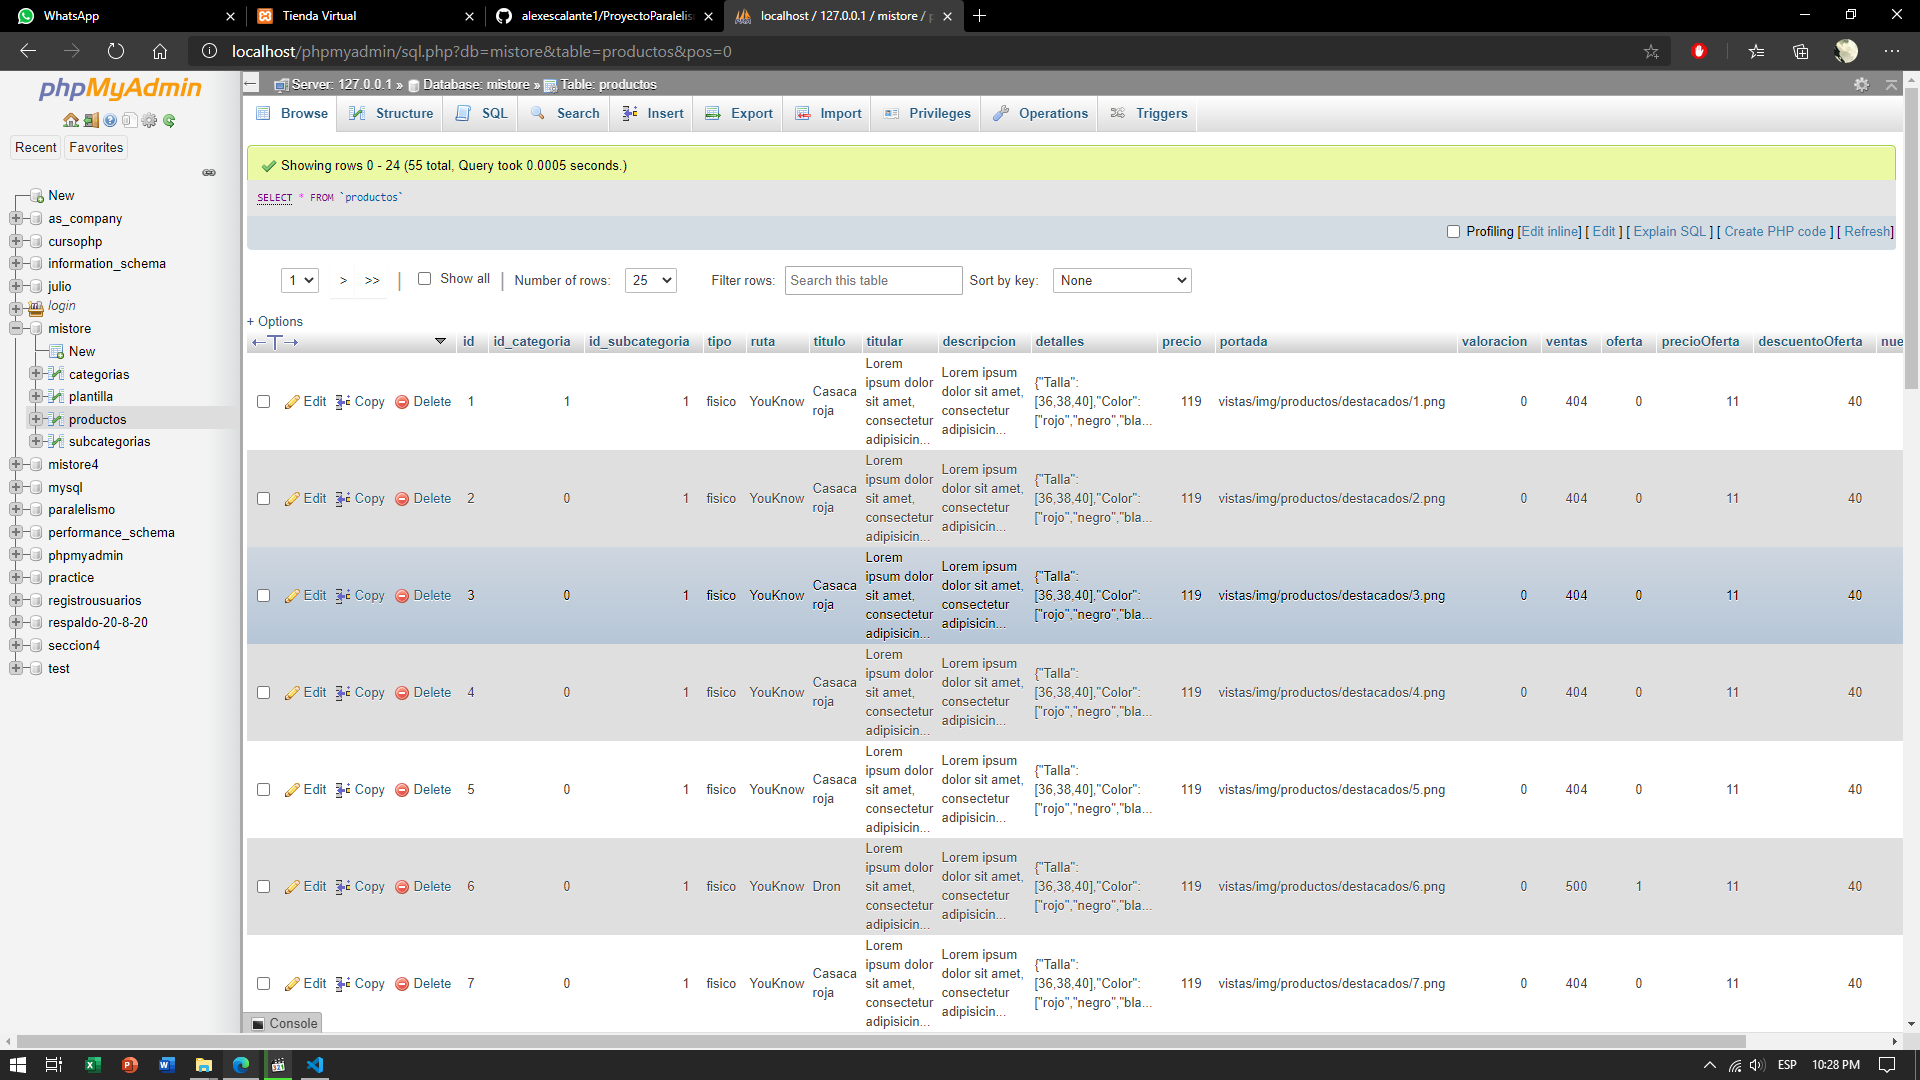 WhatsApp
Tienda Virtual
alexescalante1/ProyectoParalelis
localhost / 127.0.0.1 / mistore / p
localhost/phpmyadmin/sql.php?db=mistore&table=productos&pos=0
phpMyAdmin
Recent
Favorites
New
as_company
cursophp
information_schema
julio
login
mistore
New
categorias
plantilla
productos
subcategorias
mistore4
mysql
paralelismo
performance_schema
phpmyadmin
practice
registrousuarios
respaldo-20-8-20
seccion4
test
Server: 127.0.0.1 » Database: mistore » Table: productos
Browse Structure SQL Search Insert Export Import Privileges Operations Triggers
Showing rows 0 - 24 (55 total, Query took 0.0005 seconds.)
SELECT * FROM `productos`
Profiling [Edit inline] [ Edit ] [ Explain SQL ] [ Create PHP code ] [ Refresh]
1 > >> | Show all | Number of rows: 25 Filter rows: Search this table Sort by key: None
+ Options
id id_categoria id_subcategoria tipo ruta titulo titular descripcion detalles precio portada valoracion ventas oferta precioOferta descuentoOferta nue
Edit Copy Delete 1 1 1 fisico YouKnow Casaca roja Lorem ipsum dolor sit amet, consectetur adipisicin... Lorem ipsum dolor sit amet, consectetur adipisicin... {"Talla":[36,38,40],"Color":["rojo","negro","bla... 119 vistas/img/productos/destacados/1.png 0 404 0 11 40
Edit Copy Delete 2 0 1 fisico YouKnow Casaca roja Lorem ipsum dolor sit amet, consectetur adipisicin... Lorem ipsum dolor sit amet, consectetur adipisicin... {"Talla":[36,38,40],"Color":["rojo","negro","bla... 119 vistas/img/productos/destacados/2.png 0 404 0 11 40
Edit Copy Delete 3 0 1 fisico YouKnow Casaca roja Lorem ipsum dolor sit amet, consectetur adipisicin... Lorem ipsum dolor sit amet, consectetur adipisicin... {"Talla":[36,38,40],"Color":["rojo","negro","bla... 119 vistas/img/productos/destacados/3.png 0 404 0 11 40
Edit Copy Delete 4 0 1 fisico YouKnow Casaca roja Lorem ipsum dolor sit amet, consectetur adipisicin... Lorem ipsum dolor sit amet, consectetur adipisicin... {"Talla":[36,38,40],"Color":["rojo","negro","bla... 119 vistas/img/productos/destacados/4.png 0 404 0 11 40
Edit Copy Delete 5 0 1 fisico YouKnow Casaca roja Lorem ipsum dolor sit amet, consectetur adipisicin... Lorem ipsum dolor sit amet, consectetur adipisicin... {"Talla":[36,38,40],"Color":["rojo","negro","bla... 119 vistas/img/productos/destacados/5.png 0 404 0 11 40
Edit Copy Delete 6 0 1 fisico YouKnow Dron Lorem ipsum dolor sit amet, consectetur adipisicin... Lorem ipsum dolor sit amet, consectetur adipisicin... {"Talla":[36,38,40],"Color":["rojo","negro","bla... 119 vistas/img/productos/destacados/6.png 0 500 1 11 40
Edit Copy Delete 7 0 1 fisico YouKnow Casaca roja Lorem ipsum dolor sit amet, consectetur adipisicin... Lorem ipsum dolor sit amet, consectetur adipisicin... {"Talla":[36,38,40],"Color":["rojo","negro","bla... 119 vistas/img/productos/destacados/7.png 0 404 0 11 40
Console
ESP 10:28 PM